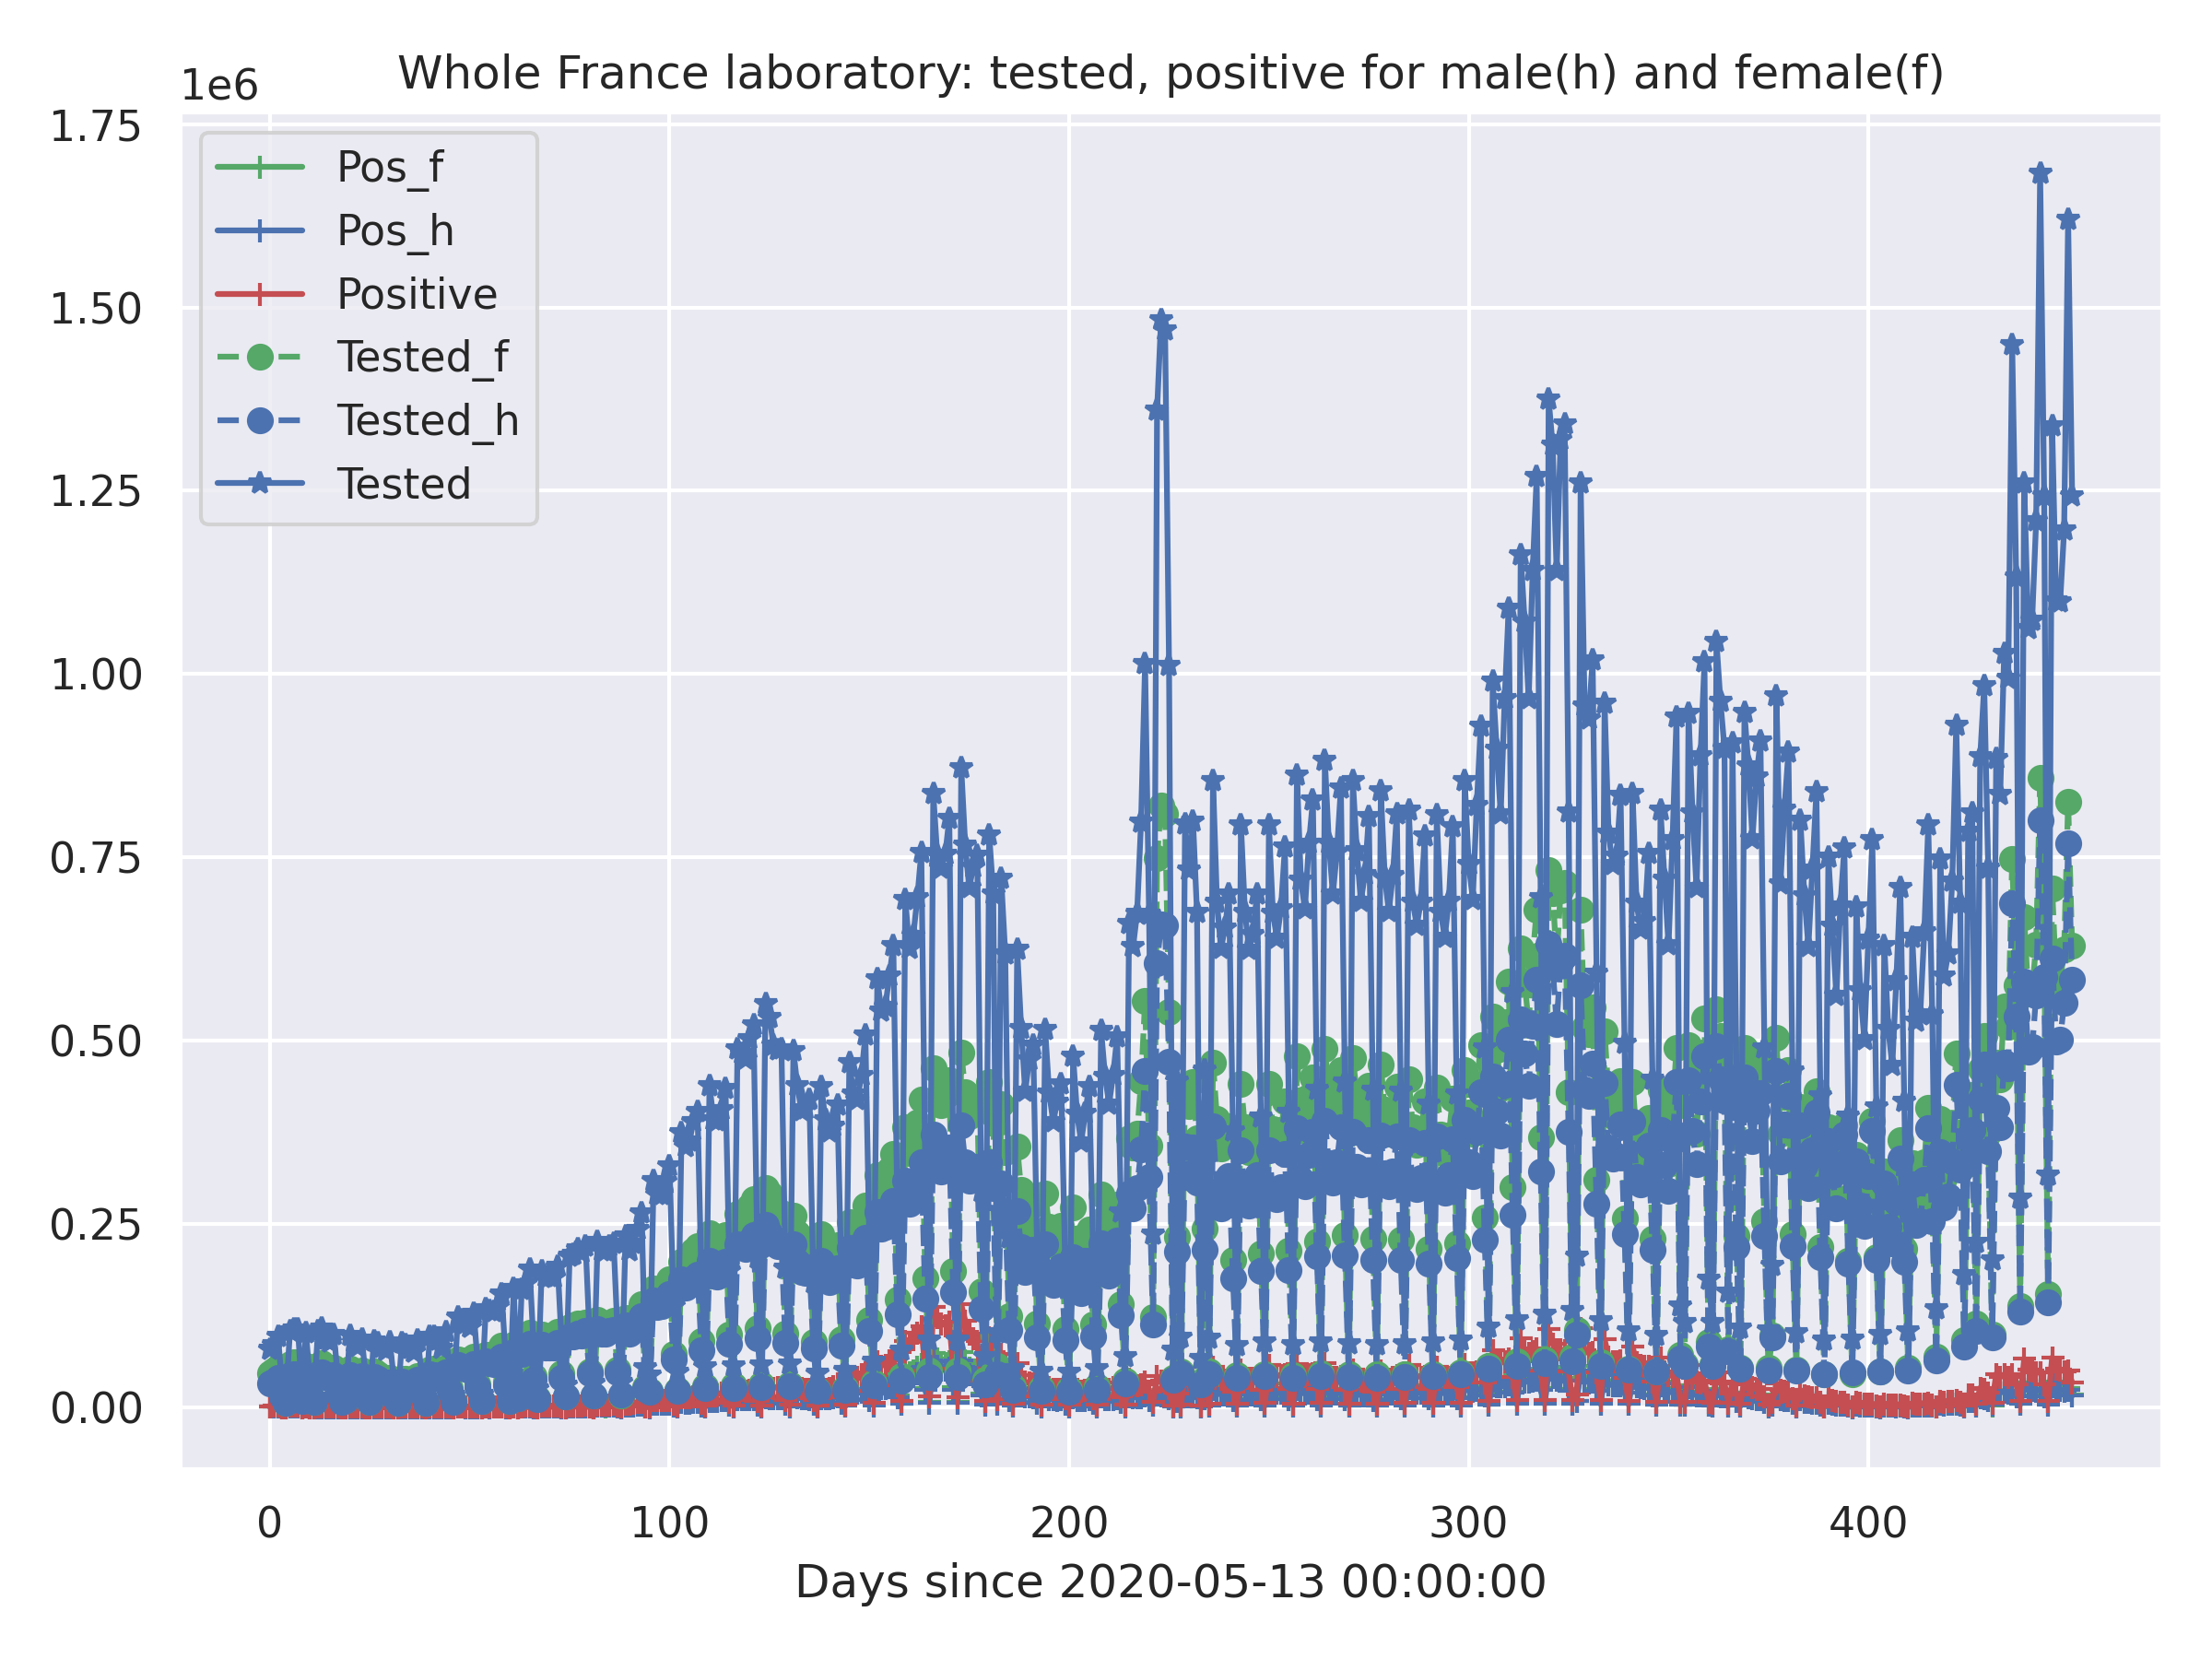 Whole France laboratory: tested, positive for male(h) and female(f)
1e6
1.75
1.50
1.25
1.00
0.75
0.50
0.25
0.00
Pos_f
Pos_h
Positive
Tested_f
Tested_h
Tested
0 100 200 300 400
Days since 2020-05-13 00:00:00